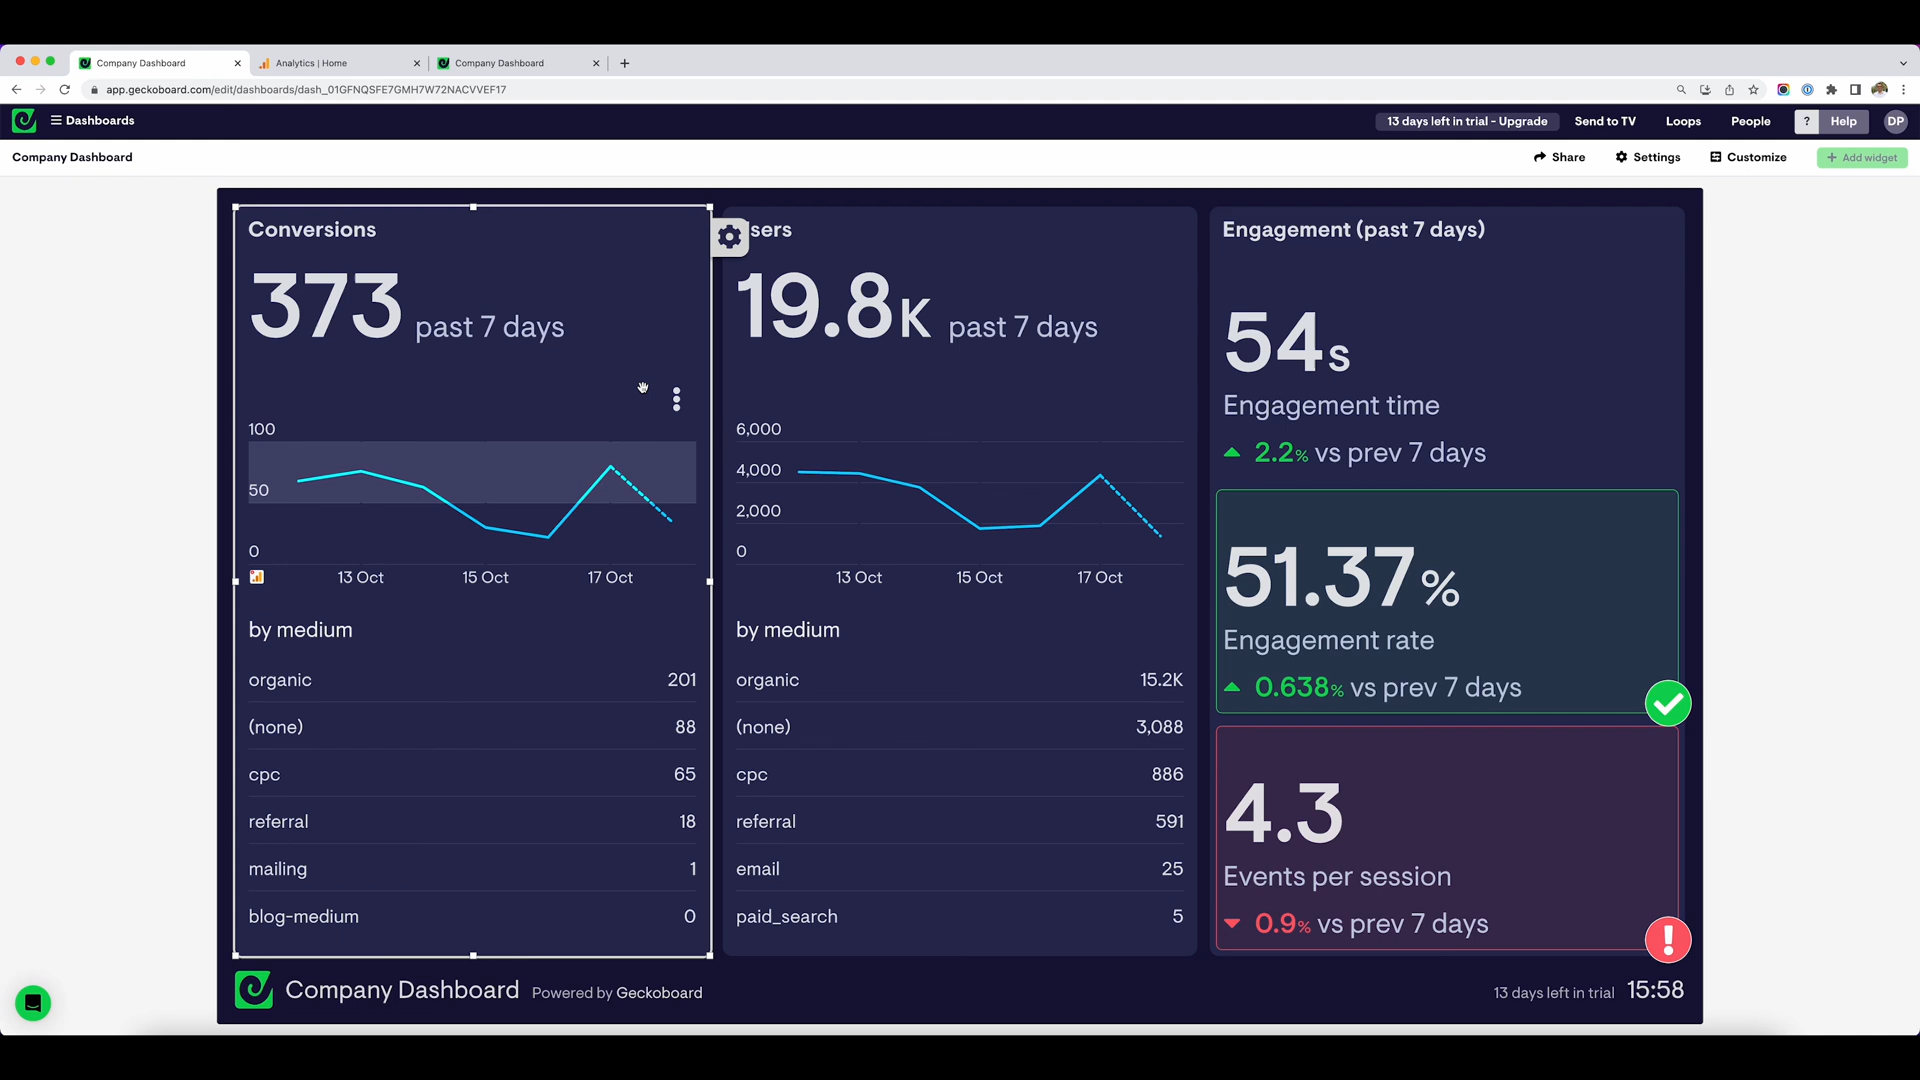 Company Dashboard
Analytics | Home
Company Dashboard
app.geckoboard.com/edit/dashboards/dash_01GFNQSFE7GMH7W72NACVVEF17
Dashboards
13 days left in trial - Upgrade
Send to TV
Loops
People
? Help
DP
Company Dashboard
Share
Settings
Customize
+ Add widget
Conversions
373 past 7 days
100
50
0
13 Oct
15 Oct
17 Oct
by medium
organic 201
(none) 88
cpc 65
referral 18
mailing 1
blog-medium 0
sers
19.8K past 7 days
6,000
4,000
2,000
0
13 Oct
15 Oct
17 Oct
by medium
organic 15.2K
(none) 3,088
cpc 886
referral 591
email 25
paid_search 5
Engagement (past 7 days)
54s
Engagement time
2.2% vs prev 7 days
51.37%
Engagement rate
0.638% vs prev 7 days
4.3
Events per session
0.9% vs prev 7 days
!
Company Dashboard Powered by Geckoboard
13 days left in trial 15:58